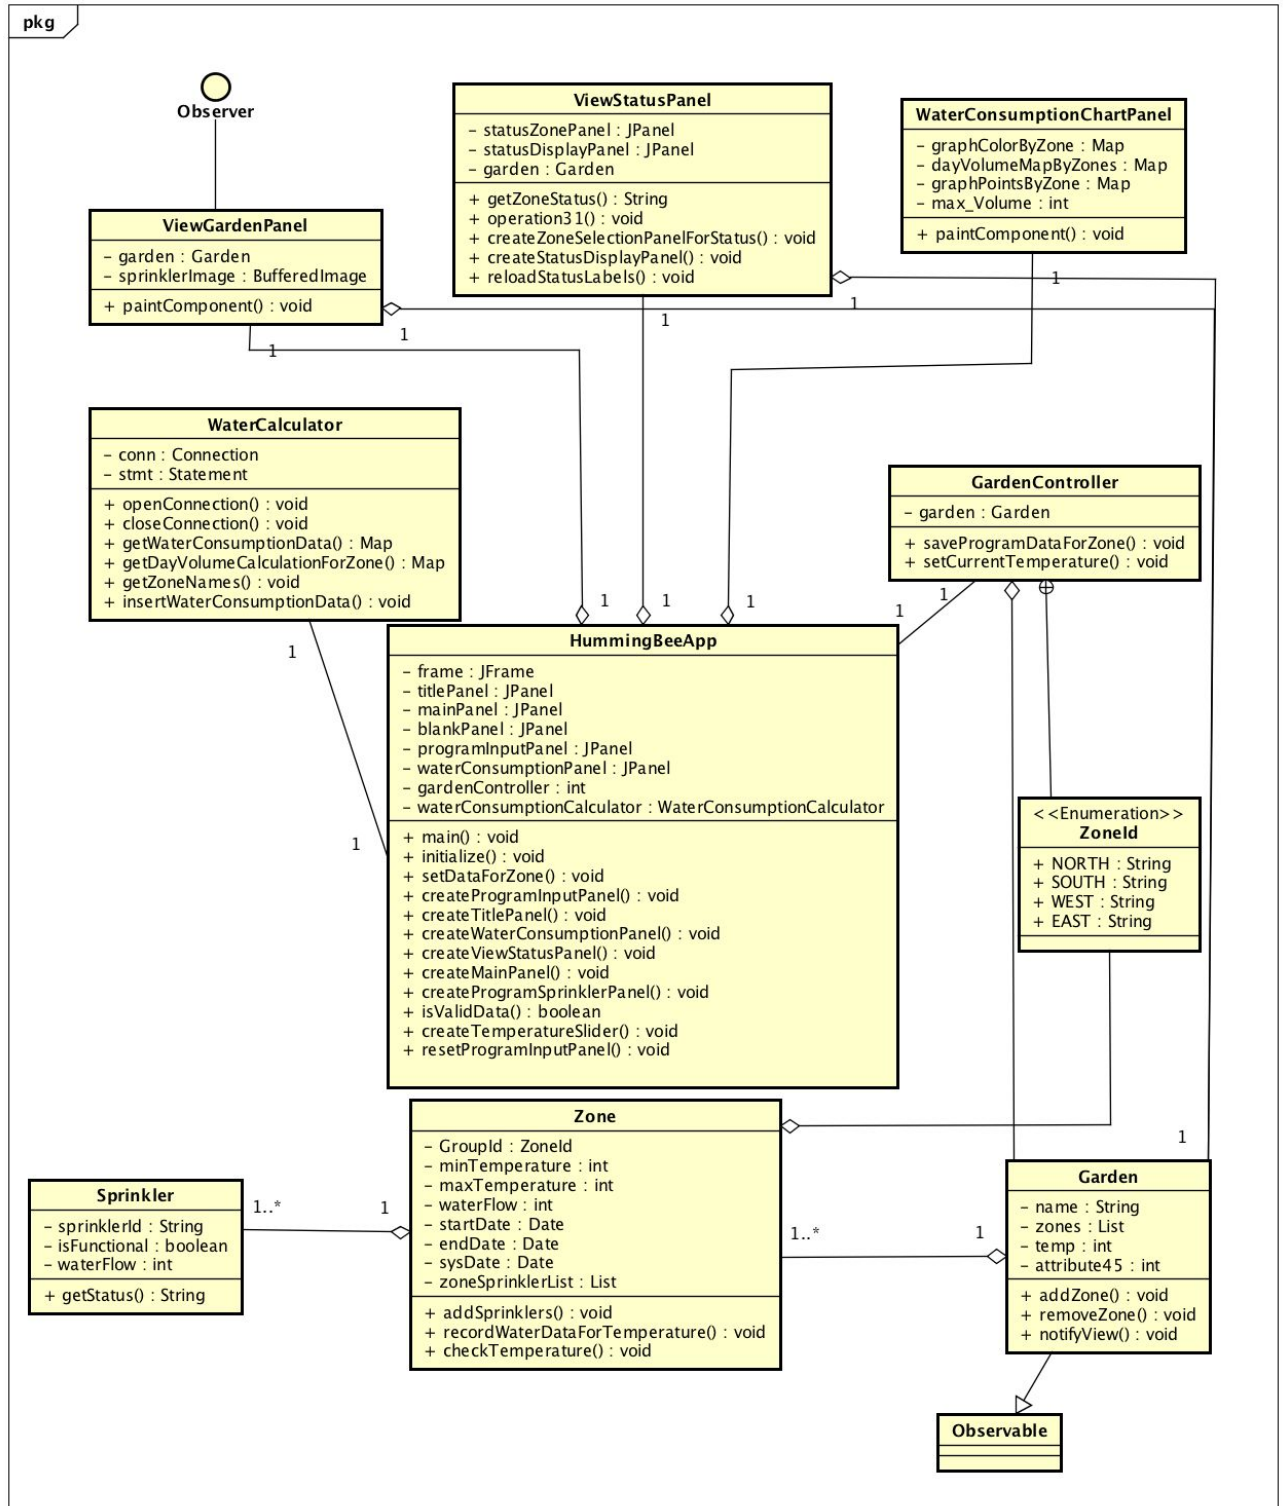 pkg
Observer
ViewGardenPanel
- garden : Garden
- sprinklerImage : BufferedImage
+ paintComponent() : void
ViewStatusPanel
- statusZonePanel : JPanel
- statusDisplayPanel : JPanel
- garden : Garden
+ getZoneStatus() : String
+ operation31() : void
+ createZoneSelectionPanelForStatus() : void
+ createStatusDisplayPanel() : void
+ reloadStatusLabels() : void
WaterConsumptionChartPanel
- graphColorByZone : Map
- dayVolumeMapByZones : Map
- graphPointsByZone : Map
- max_Volume : int
+ paintComponent() : void
1
1
1
1
1
WaterCalculator
- conn : Connection
- stmt : Statement
+ openConnection() : void
+ closeConnection() : void
+ getWaterConsumptionData() : Map
+ getDayVolumeCalculationForZone() : Map
+ getZoneNames() : void
+ insertWaterConsumptionData() : void
GardenController
- garden : Garden
+ saveProgramDataForZone() : void
+ setCurrentTemperature() : void
1
1
1
1
1
1
1
HummingBeeApp
- frame : JFrame
- titlePanel : JPanel
- mainPanel : JPanel
- blankPanel : JPanel
- programInputPanel : JPanel
- waterConsumptionPanel : JPanel
- gardenController : int
- waterConsumptionCalculator : WaterConsumptionCalculator
+ main() : void
+ initialize() : void
+ setDataForZone() : void
+ createProgramInputPanel() : void
+ createTitlePanel() : void
+ createWaterConsumptionPanel() : void
+ createViewStatusPanel() : void
+ createMainPanel() : void
+ createProgramSprinklerPanel() : void
+ isValidData() : boolean
+ createTemperatureSlider() : void
+ resetProgramInputPanel() : void
<<Enumeration>>
ZoneId
+ NORTH : String
+ SOUTH : String
+ WEST : String
+ EAST : String
Zone
- GroupId : ZoneId
- minTemperature : int
- maxTemperature : int
- waterFlow : int
- startDate : Date
- endDate : Date
- sysDate : Date
- zoneSprinklerList : List
+ addSprinklers() : void
+ recordWaterDataForTemperature() : void
+ checkTemperature() : void
Sprinkler
- sprinklerId : String
- isFunctional : boolean
- waterFlow : int
+ getStatus() : String
1..*
1
1..*
1
1
Garden
- name : String
- zones : List
- temp : int
- attribute45 : int
+ addZone() : void
+ removeZone() : void
+ notifyView() : void
Observable